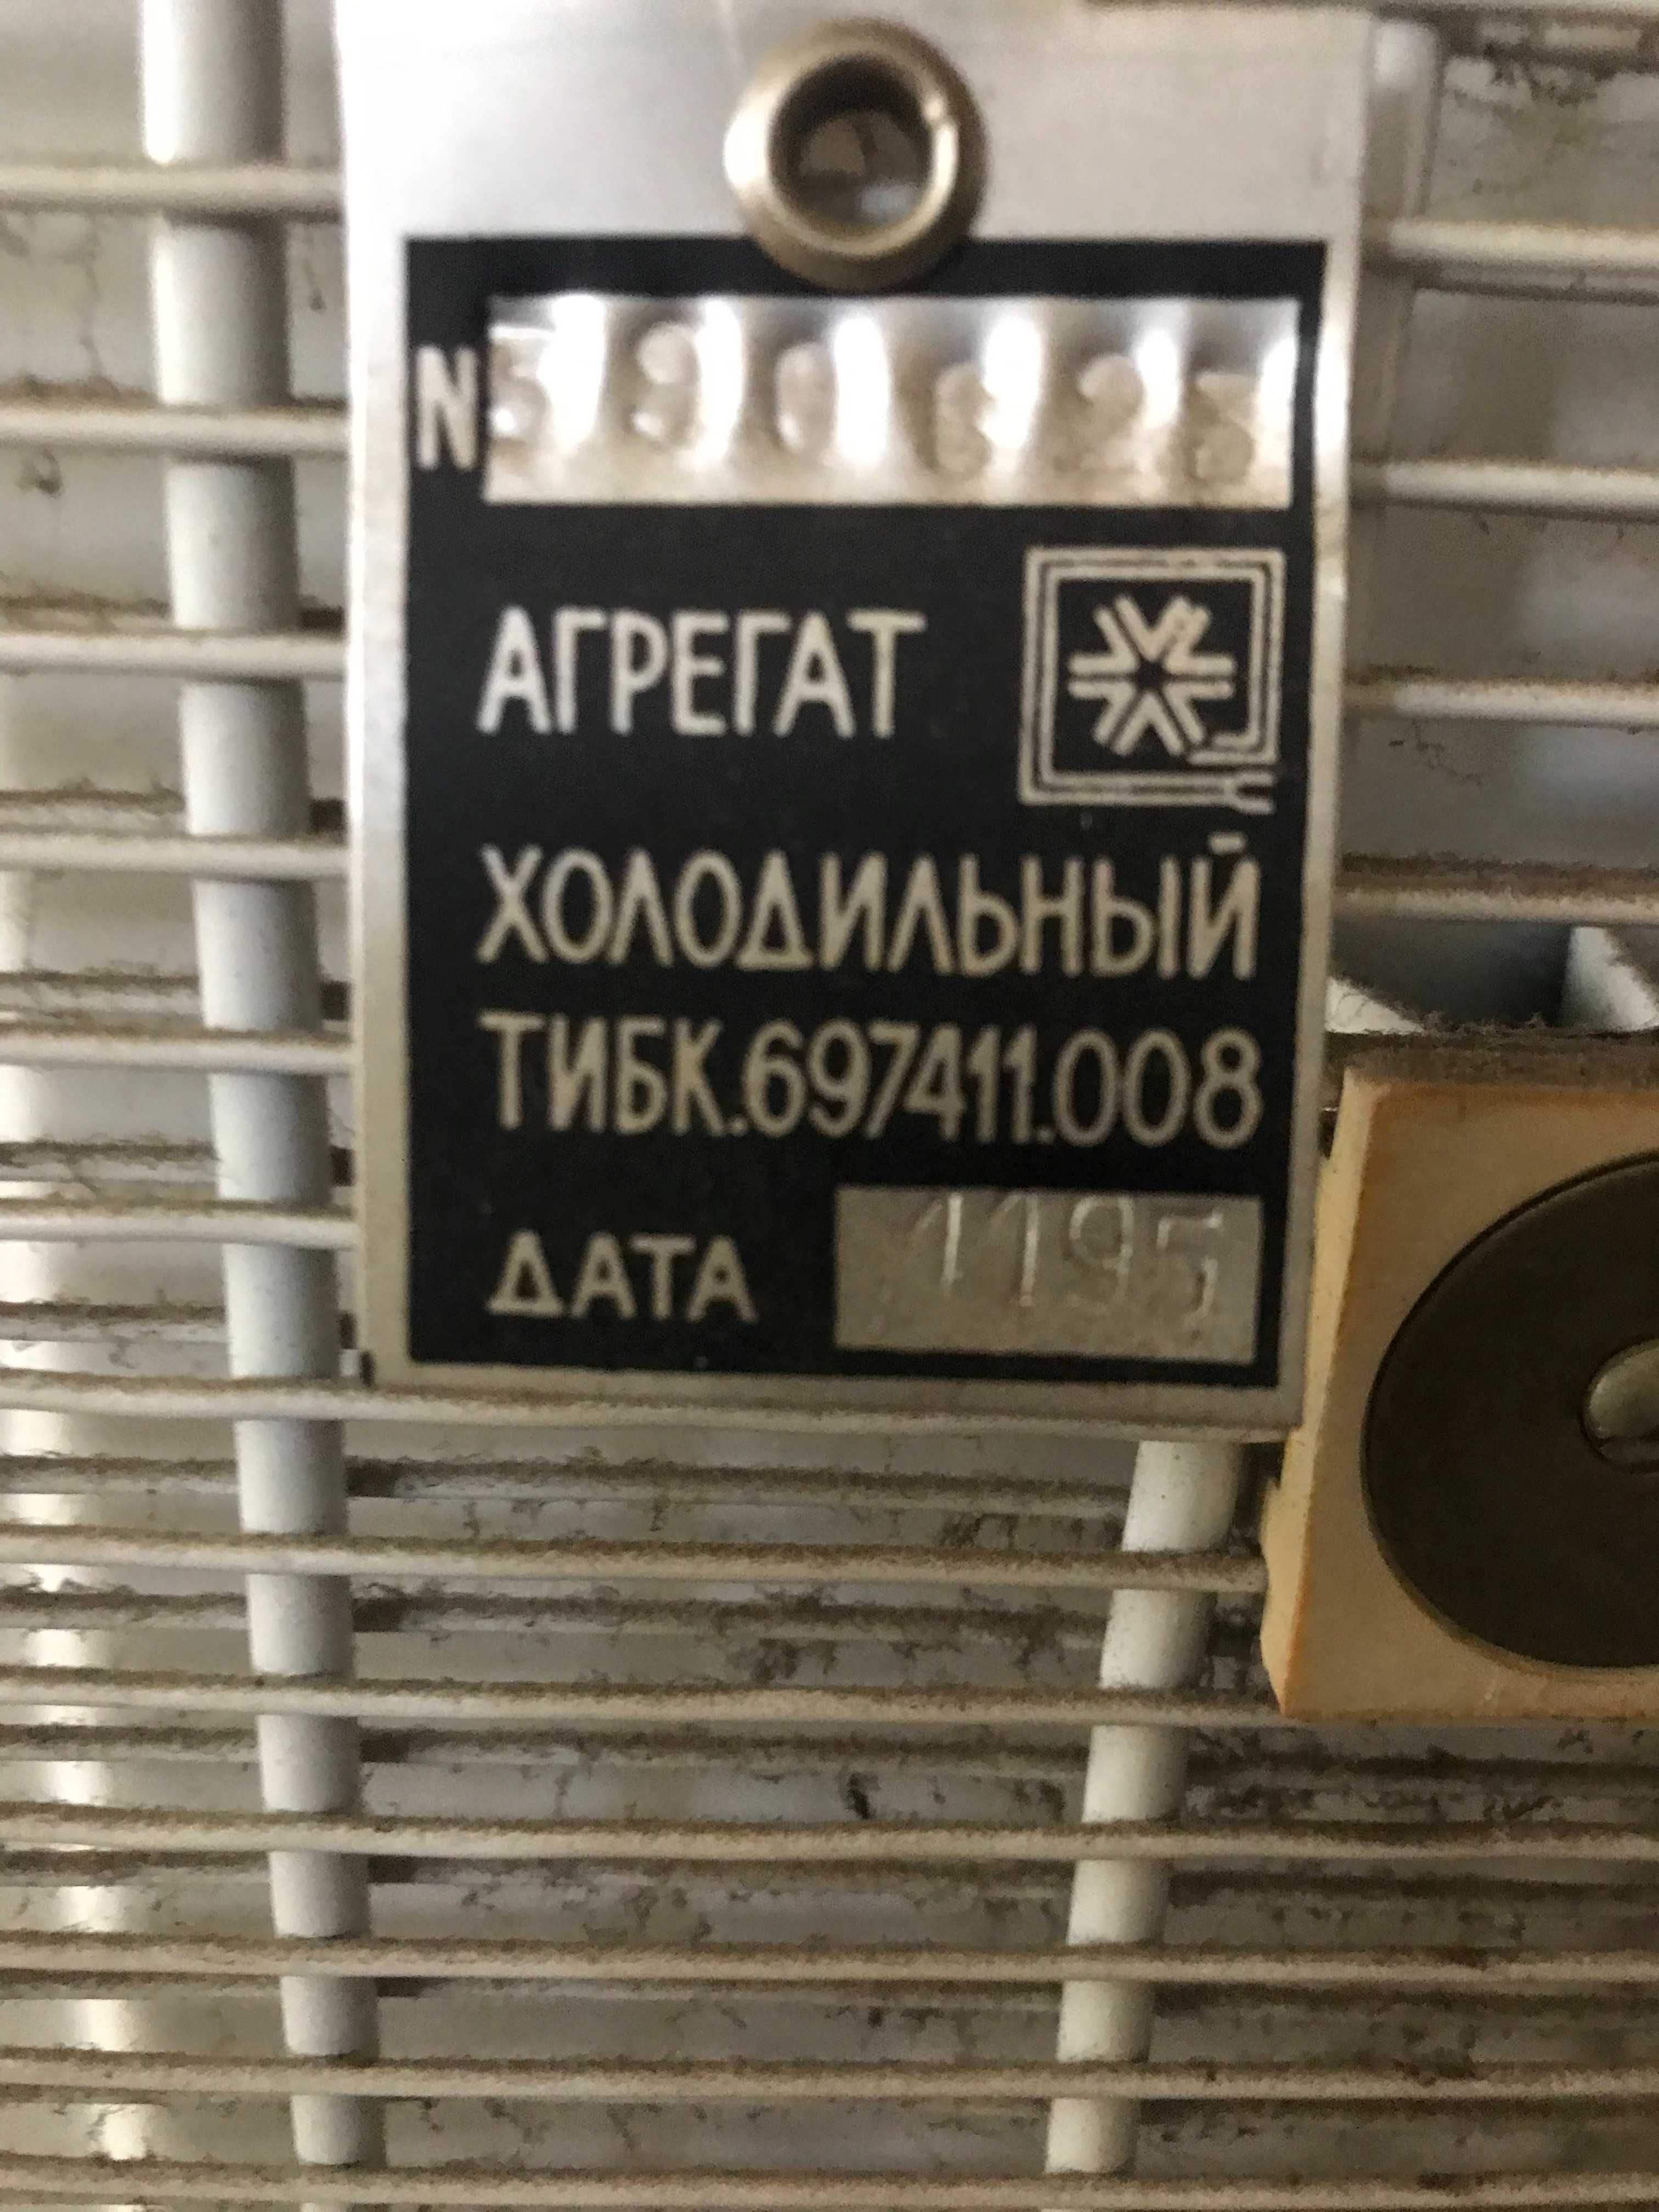 N
АГРЕГАТ
ХОЛОДИЛЬНЫЙ
ТИБК.697411.008
ДАТА 1195